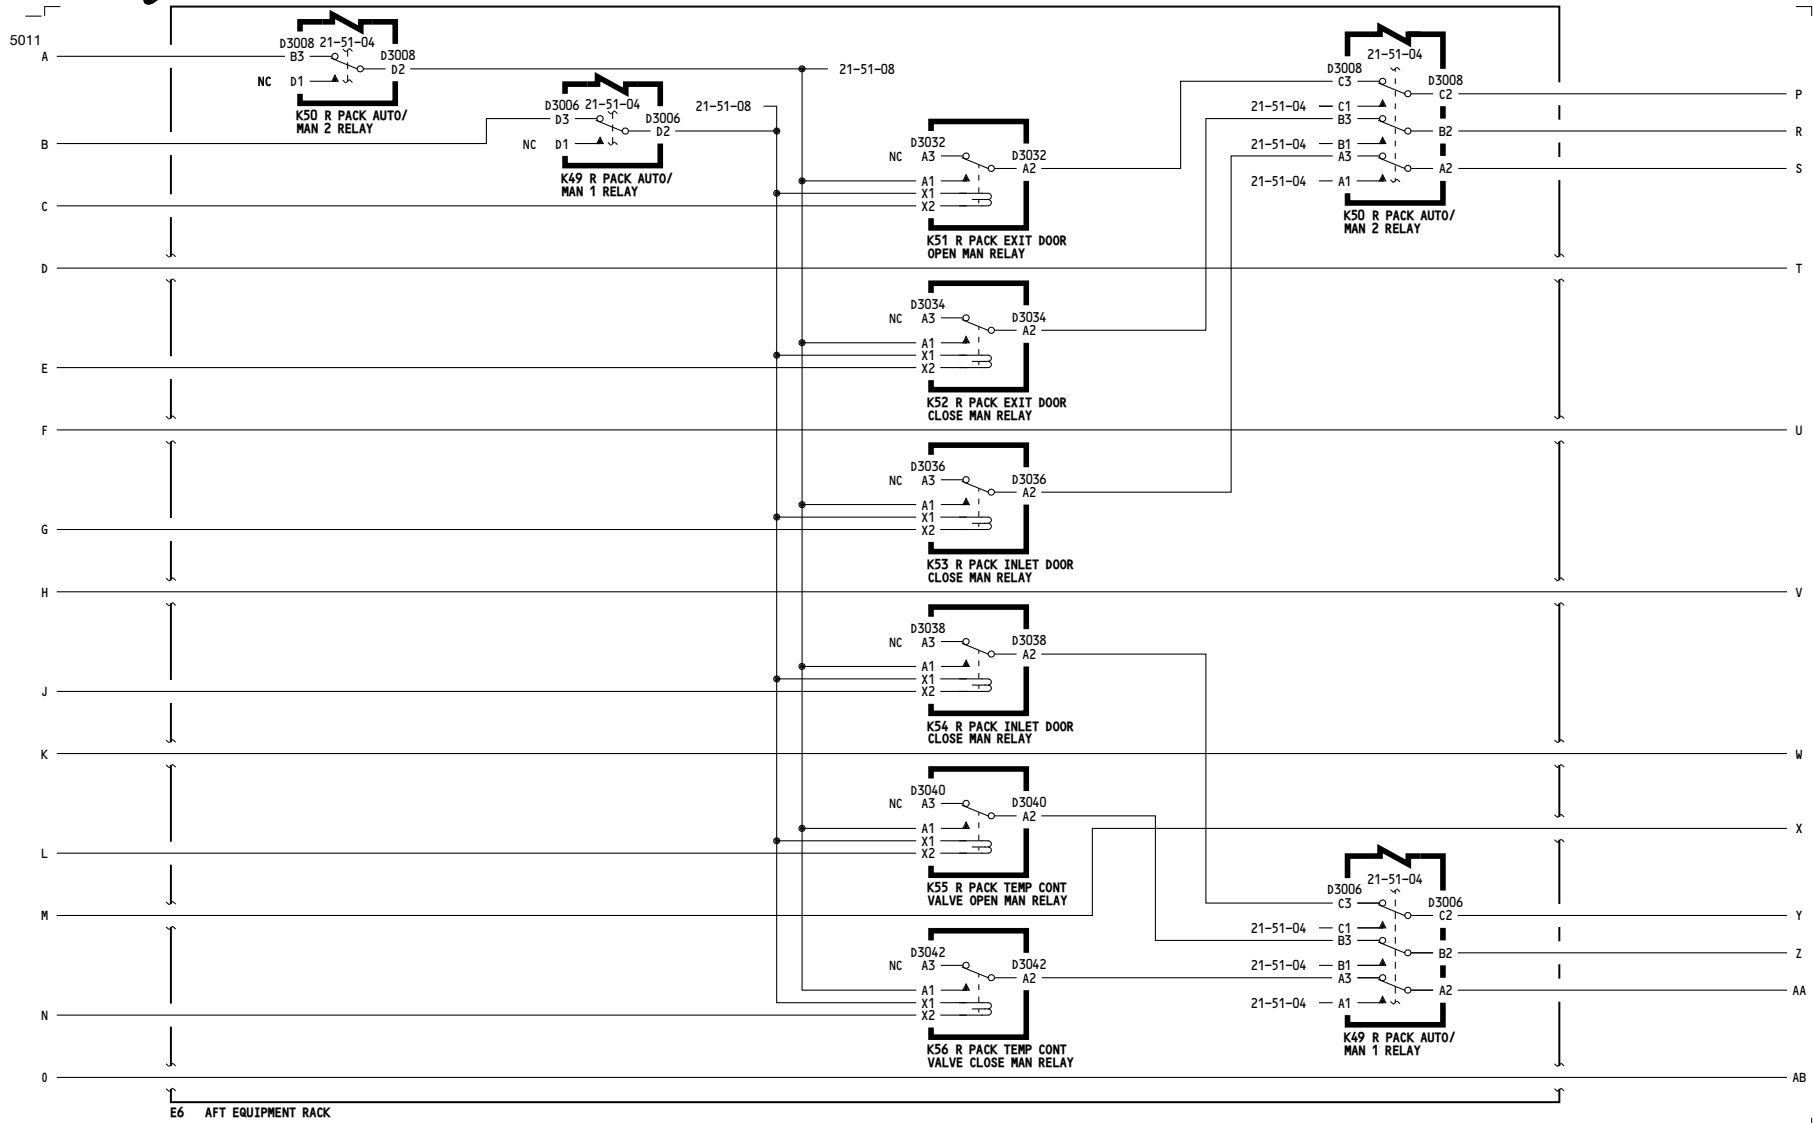 5011
A
D3008 21-51-04
B3
D3008
D2
21-51-08
NC D1
K50 R PACK AUTO/
MAN 2 RELAY
B
D3006 21-51-04
D3
D3006
D2
21-51-08
NC D1
K49 R PACK AUTO/
MAN 1 RELAY
C
D3032
NC A3
D3032
A2
A1
X1
X2
K51 R PACK EXIT DOOR
OPEN MAN RELAY
21-51-04
D3008
C3
D3008
C2
P
21-51-04 C1
B3
B2
R
21-51-04 B1
A3
A2
S
21-51-04 A1
K50 R PACK AUTO/
MAN 2 RELAY
D
T
D3034
NC A3
D3034
A2
A1
X1
X2
E
K52 R PACK EXIT DOOR
CLOSE MAN RELAY
F
U
D3036
NC A3
D3036
A2
A1
X1
X2
G
K53 R PACK INLET DOOR
CLOSE MAN RELAY
H
V
D3038
NC A3
D3038
A2
A1
X1
X2
J
K54 R PACK INLET DOOR
CLOSE MAN RELAY
K
W
D3040
NC A3
D3040
A2
A1
X1
X2
X
L
K55 R PACK TEMP CONT
VALVE OPEN MAN RELAY
M
D3042
NC A3
D3042
A2
A1
X1
X2
N
K56 R PACK TEMP CONT
VALVE CLOSE MAN RELAY
21-51-04
D3006
C3
D3006
C2
Y
21-51-04 C1
B3
B2
Z
21-51-04 B1
A3
A2
AA
21-51-04 A1
K49 R PACK AUTO/
MAN 1 RELAY
O
AB
E6 AFT EQUIPMENT RACK